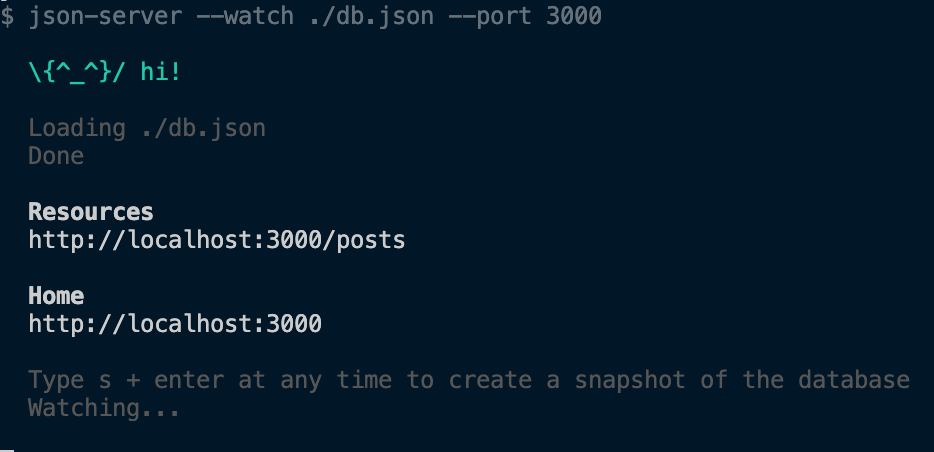 $ json-server --watch ./db.json --port 3000
\{^_^}/ hi!
Loading ./db.json
Done
Resources
http://localhost:3000/posts
Home
http://localhost:3000
Type s + enter at any time to create a snapshot of the database
Watching...